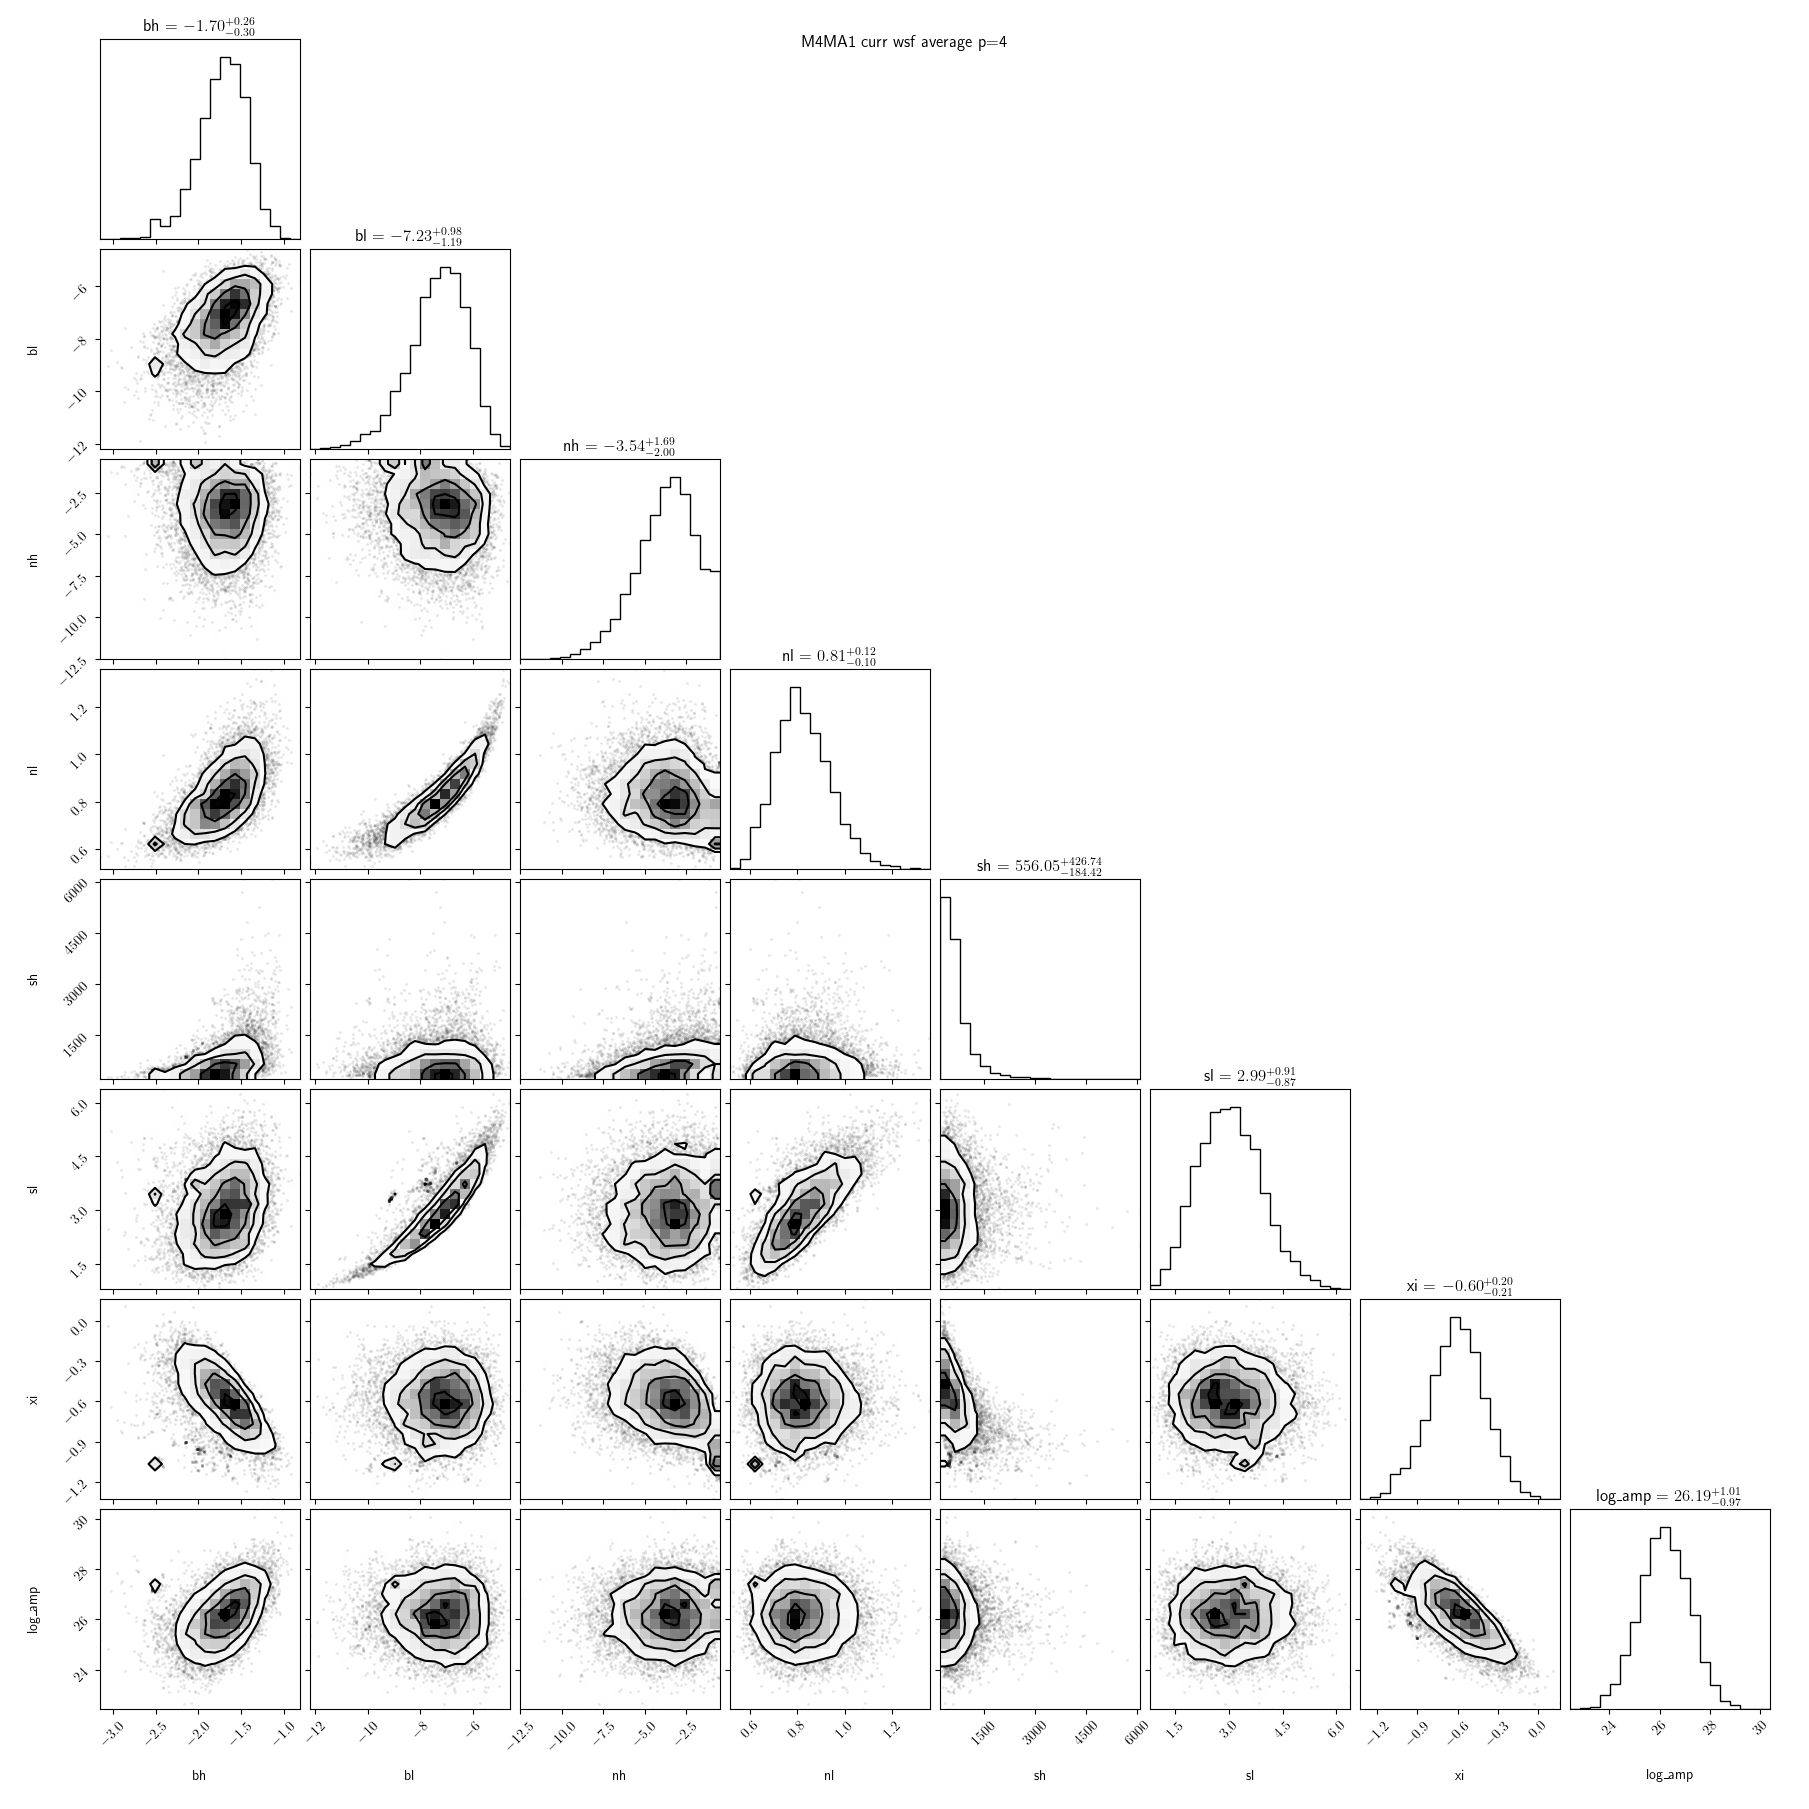 M4MA1 curr wsf average p=4
bh = −1.70+0.26−0.30
bl = −7.23+0.98−1.19
bl
−6
−8
−10
−12
nh = −3.54+1.69−2.00
nh
−2.5
−5.0
−7.5
−10.0
−12.5
nl = 0.81+0.12−0.10
nl
1.2
1.0
0.8
0.6
sh = 556.05+426.74−184.42
sh
6000
4500
3000
1500
sl = 2.99+0.91−0.87
sl
6.0
4.5
3.0
1.5
xi = −0.60+0.20−0.21
xi
0.0
−0.3
−0.6
−0.9
−1.2
log_amp = 26.19+1.01−0.97
log_amp
30
28
26
24
−3.0 −2.5 −2.0 −1.5 −1.0 −12 −10 −8 −6 −12.5 −10.0 −7.5 −5.0 −2.5 0.6 0.8 1.0 1.2 1500 3000 4500 6000 1.5 3.0 4.5 6.0 −1.2 −0.9 −0.6 −0.3 0.0 24 26 28 30
bh bl nh nl sh sl xi log_amp